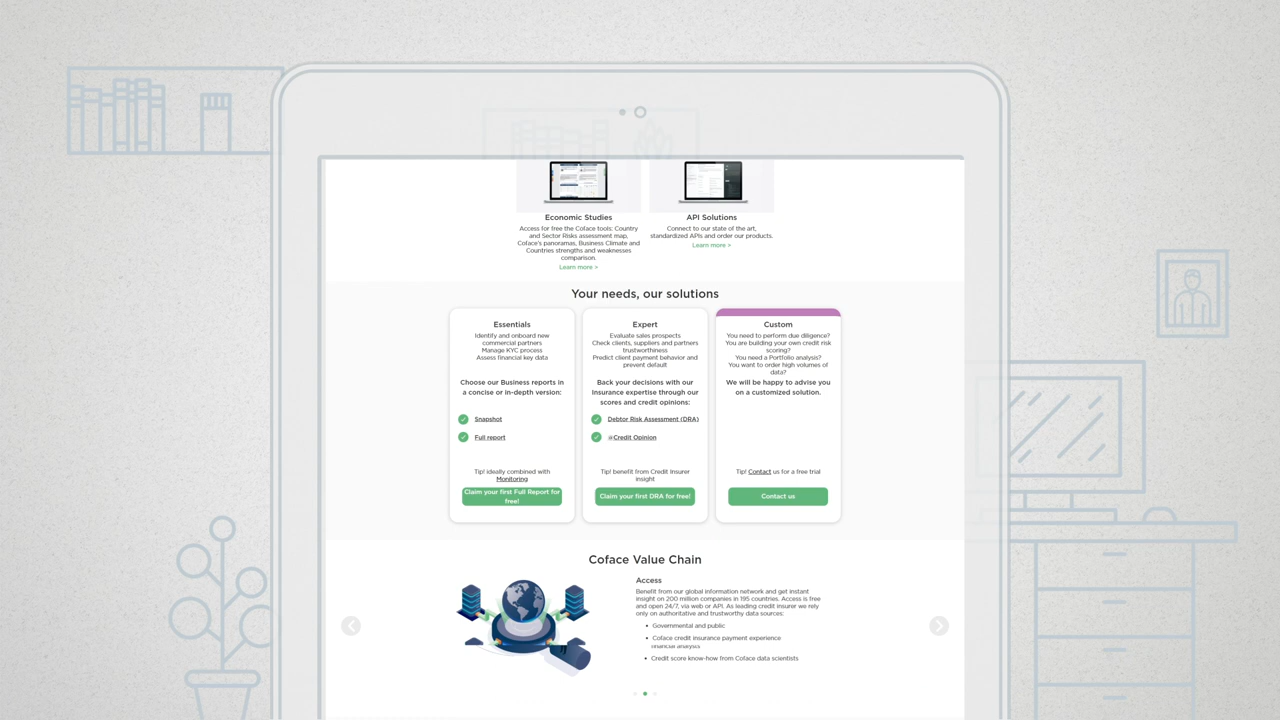 Economic Studies
Access for free the Coface tools: Country
and Sector Risks assessment map,
Coface's panoramas, Business Climate and
Countries strengths and weaknesses
comparison.
Learn more >
API Solutions
Connect to our state of the art,
standardized APIs and order our products.
Learn more >
Your needs, our solutions
Essentials
Identify and onboard new
commercial partners
Manage KYC process
Assess financial key data
Choose our Business reports in
a concise or in-depth version:
Snapshot
Full report
Tip! ideally combined with
Monitoring
Claim your first Full Report for
free!
Expert
Evaluate sales prospects
Check clients, suppliers and partners
trustworthiness
Predict client payment behavior and
prevent default
Back your decisions with our
Insurance expertise through our
scores and credit opinions:
Debtor Risk Assessment (DRA)
@Credit Opinion
Tip! benefit from Credit Insurer
insight
Claim your first DRA for free!
Custom
You need to perform due diligence?
You are building your own credit risk
scoring?
You need a Portfolio analysis?
You want to order high volumes of
data?
We will be happy to advise you
on a customized solution.
Tip! Contact us for a free trial
Contact us
Coface Value Chain
Access
Benefit from our global information network and get instant
insight on 200 million companies in 195 countries. Access is free
and open 24/7, via web or API. As leading credit insurer we rely
only on authoritative and trustworthy data sources:
• Governmental and public
• Coface credit insurance payment experience
financial analysts
• Credit score know-how from Coface data scientists